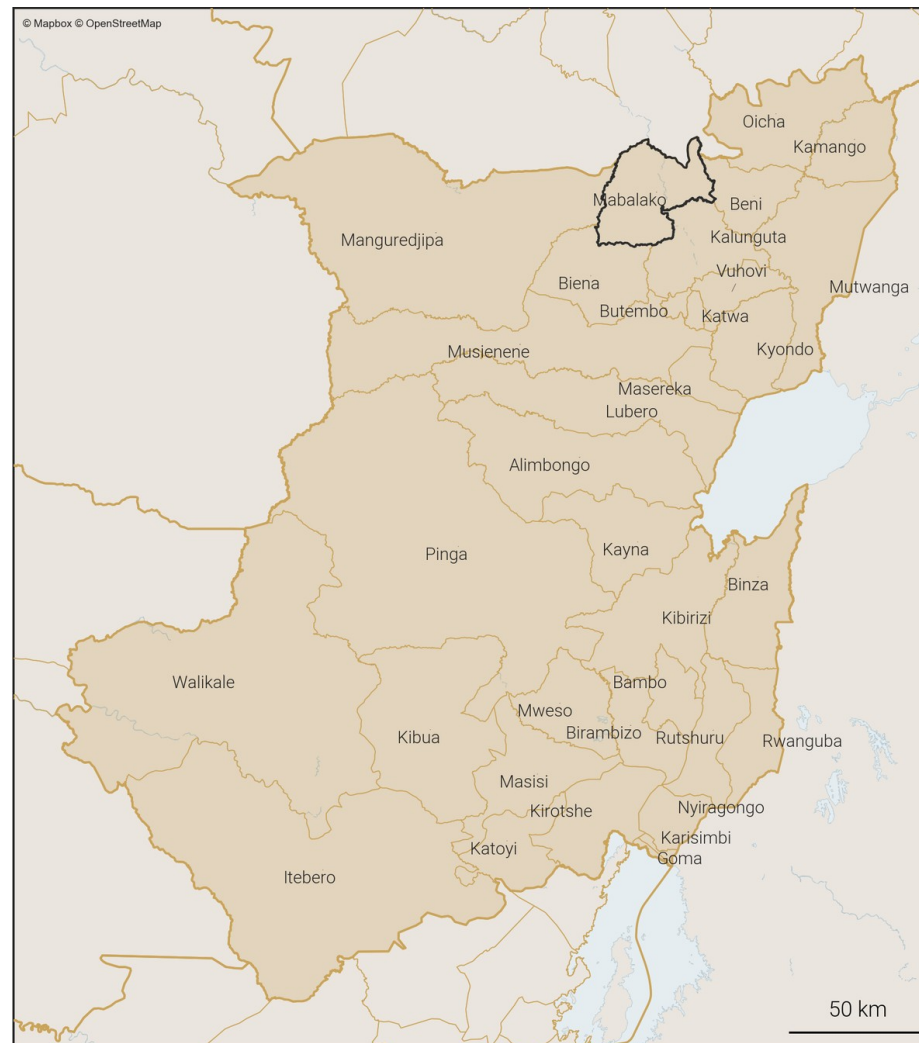 © Mapbox © OpenStreetMap
Oicha
Kamango
Mabalako
Beni
Manguredjipa
Kalunguta
Vuhovi
Biena
Mutwanga
Butembo
Katwa
Musienene
Kyondo
Masereka
Lubero
Alimbongo
Kayna
Pinga
Binza
Kibirizi
Walikale
Bambo
Mweso
Birambizo
Kibua
Rutshuru
Rwanguba
Masisi
Kirotshe
Nyiragongo
Karisimbi
Katoyi
Goma
Itebero
50 km